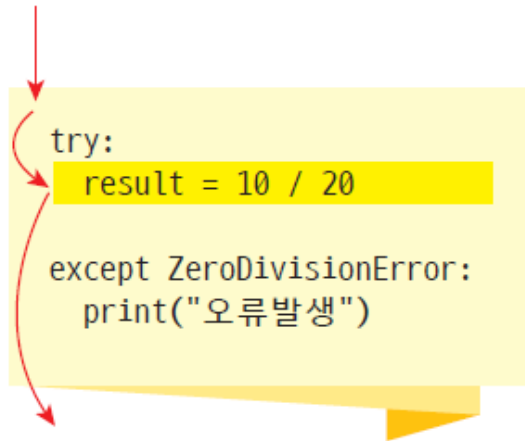 try:
result = 10 / 20
except ZeroDivisionError:
print("오류발생")